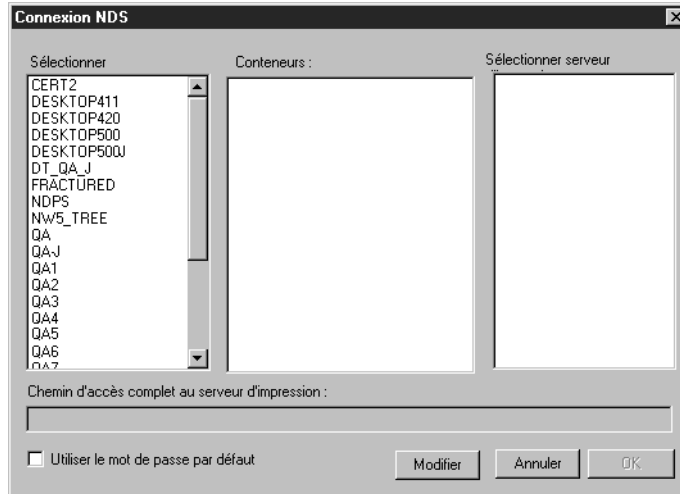 Connexion NDS
Sélectionner
Conteneurs :
Sélectionner serveur
CERT2
DESKTOP411
DESKTOP420
DESKTOP500
DESKTOP500J
DT_QA_J
FRACTURED
NDPS
NW5_TREE
QA
QA-J
QA1
QA2
QA3
QA4
QA5
QA6
QA7
Chemin d'accès complet au serveur d'impression :
Utiliser le mot de passe par défaut
Modifier
Annuler
OK